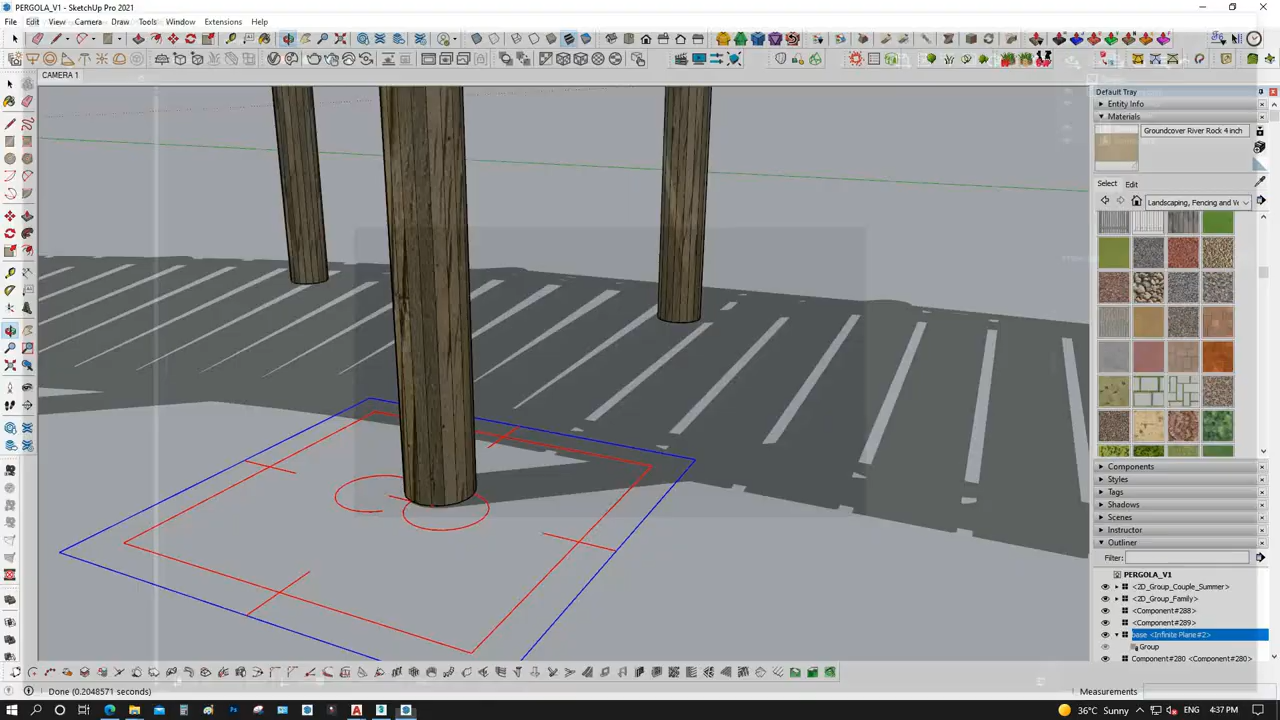 PERGOLA_V1 - SketchUp Pro 2021
File Edit View Camera Draw Tools Window Extensions Help
CAMERA 1
Default Tray
Entity Info
Materials
Groundcover River Rock 4 inch
Select Edit
Landscaping, Fencing and Ve
Components
Styles
Tags
Shadows
Scenes
Instructor
Outliner
Filter:
PERGOLA_V1
<2D_Group_Couple_Summer>
<2D_Group_Family>
<Component#288>
<Component#289>
base <Infinite Plane#2>
Group
Component#280 <Component#280>
Done (0.2048571 seconds)
Measurements
36°C Sunny ENG 4:37 PM